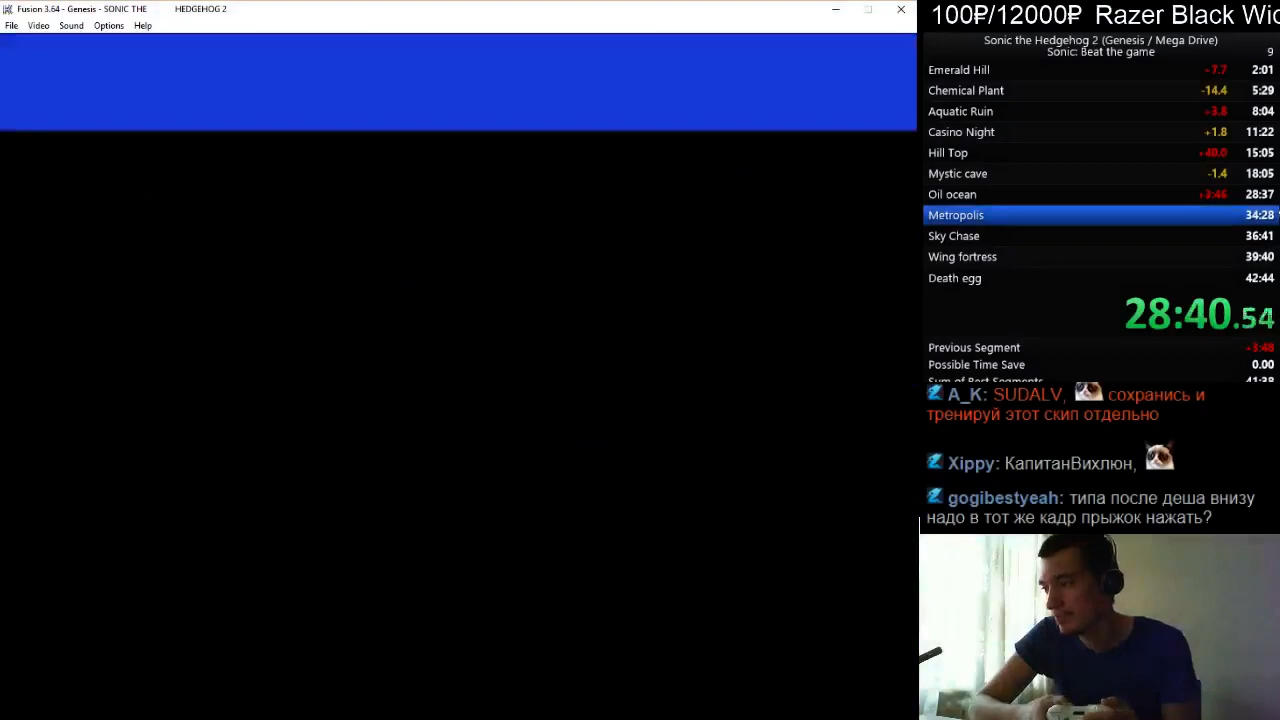 Fusion 3.64 - Genesis - SONIC THE HEDGEHOG 2
File Video Sound Options Help
100₽/12000₽ Razer Black Wi
Sonic the Hedgehog 2 (Genesis / Mega Drive)
Sonic: Beat the game 9
Emerald Hill +7.7 2:01
Chemical Plant -14.4 5:29
Aquatic Ruin +3.8 8:04
Casino Night +1.8 11:22
Hill Top +40.0 15:05
Mystic cave -1.4 18:05
Oil ocean +3:46 28:37
Metropolis 34:28
Sky Chase 36:41
Wing fortress 39:40
Death egg 42:44
28:40.54
Previous Segment +3:48
Possible Time Save 0.00
Sum of Best Segments 41:38
A_K: SUDALV, сохранись и
тренируй этот скип отдельно
Xippy: КапитанВихлюн,
gogibestyeah: типа после деша внизу
надо в тот же кадр прыжок нажать?